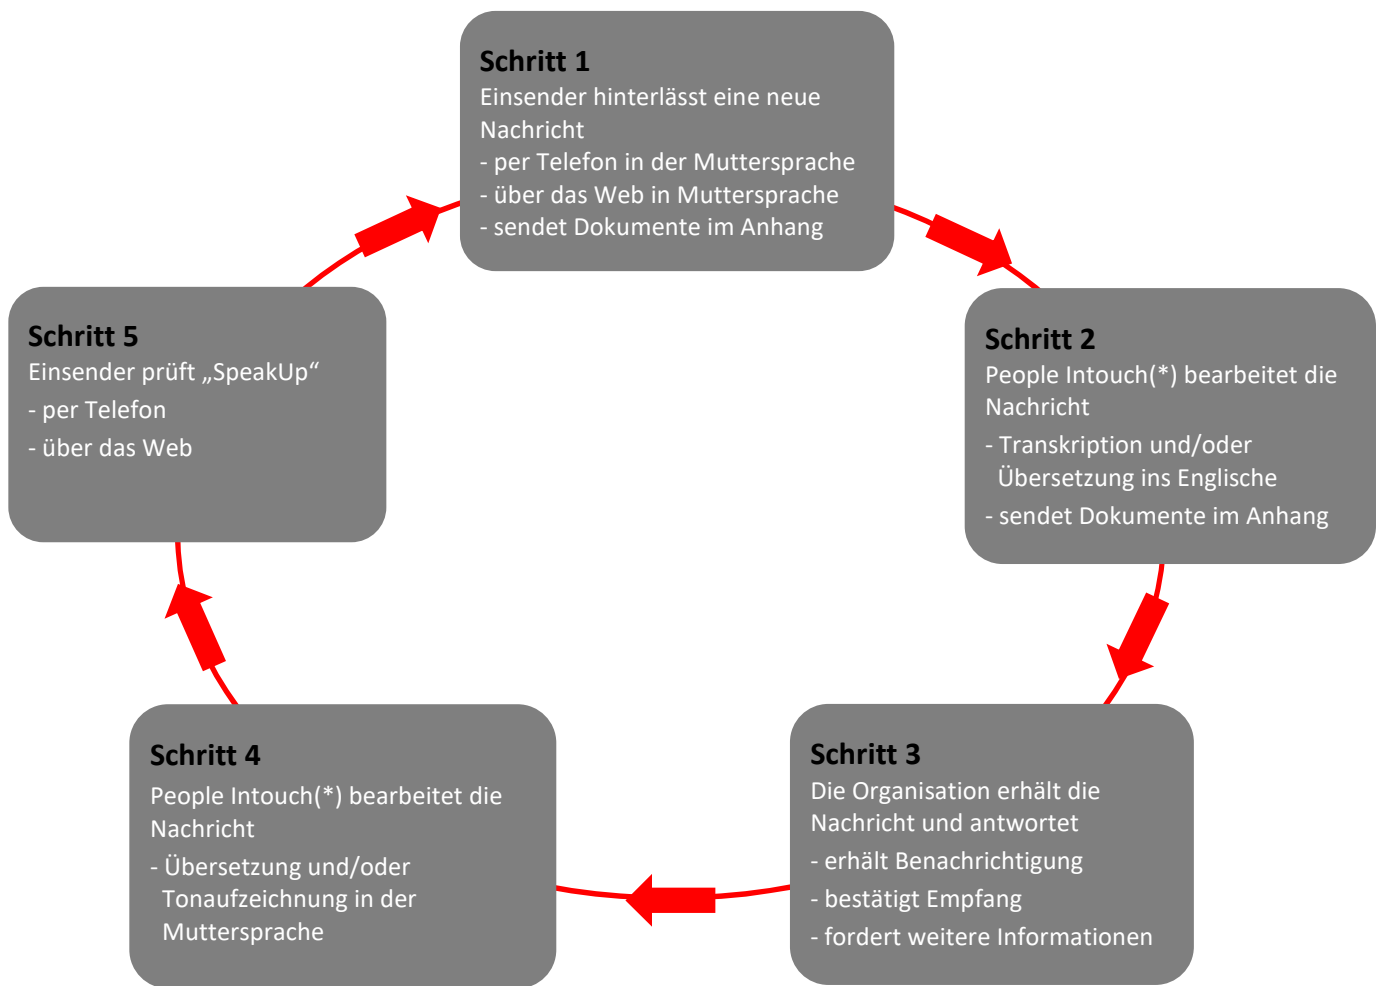 Schritt 1
Einsender hinterlässt eine neue
Nachricht
- per Telefon in der Muttersprache
- über das Web in Muttersprache
- sendet Dokumente im Anhang
Schritt 2
People Intouch(*) bearbeitet die
Nachricht
- Transkription und/oder
Übersetzung ins Englische
- sendet Dokumente im Anhang
Schritt 3
Die Organisation erhält die
Nachricht und antwortet
- erhält Benachrichtigung
- bestätigt Empfang
- fordert weitere Informationen
Schritt 4
People Intouch(*) bearbeitet die
Nachricht
- Übersetzung und/oder
Tonaufzeichnung in der
Muttersprache
Schritt 5
Einsender prüft „SpeakUp“
- per Telefon
- über das Web